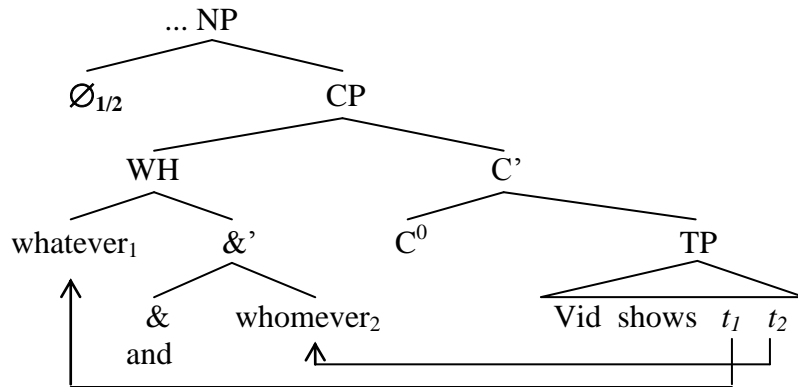 ... NP
∅1/2 CP
WH C’
whatever1 &’ C0 TP
& whomever2 Vid shows t1 t2
and